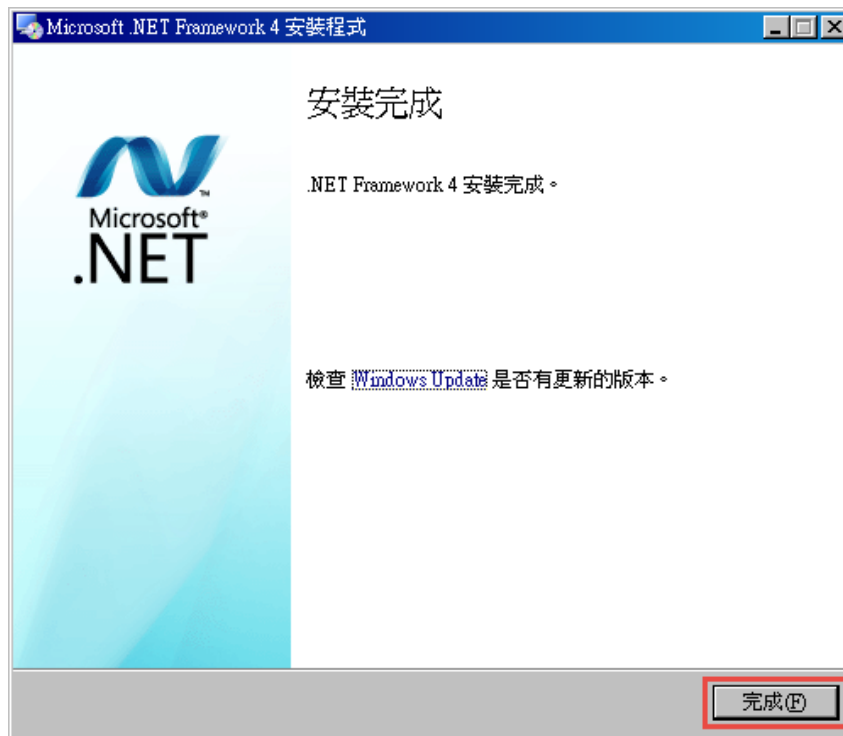 Microsoft .NET Framework 4 安裝程式
安裝完成
.NET Framework 4 安裝完成。
Microsoft®
.NET™
檢查 Windows Update 是否有更新的版本。
完成(F)